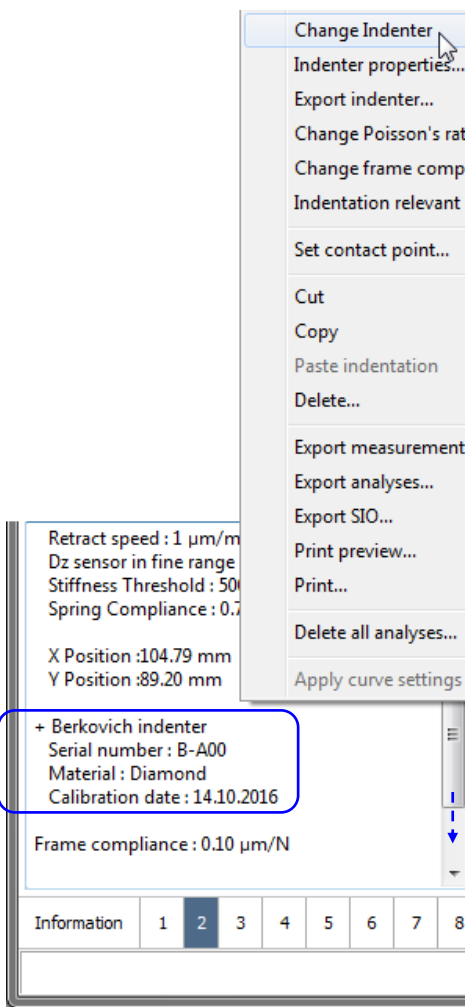 Change Indenter
Indenter properties...
Export indenter...
Change Poisson's rat
Change frame comp
Indentation relevant
Set contact point...
Cut
Copy
Paste indentation
Delete...
Export measurement
Export analyses...
Export SIO...
Print preview...
Print...
Delete all analyses...
Apply curve settings
Retract speed : 1 µm/m
Dz sensor in fine range
Stiffness Threshold : 500
Spring Compliance : 0.7
X Position :104.79 mm
Y Position :89.20 mm
+ Berkovich indenter
Serial number : B-A00
Material : Diamond
Calibration date : 14.10.2016
Frame compliance : 0.10 µm/N
Information 1 2 3 4 5 6 7 8